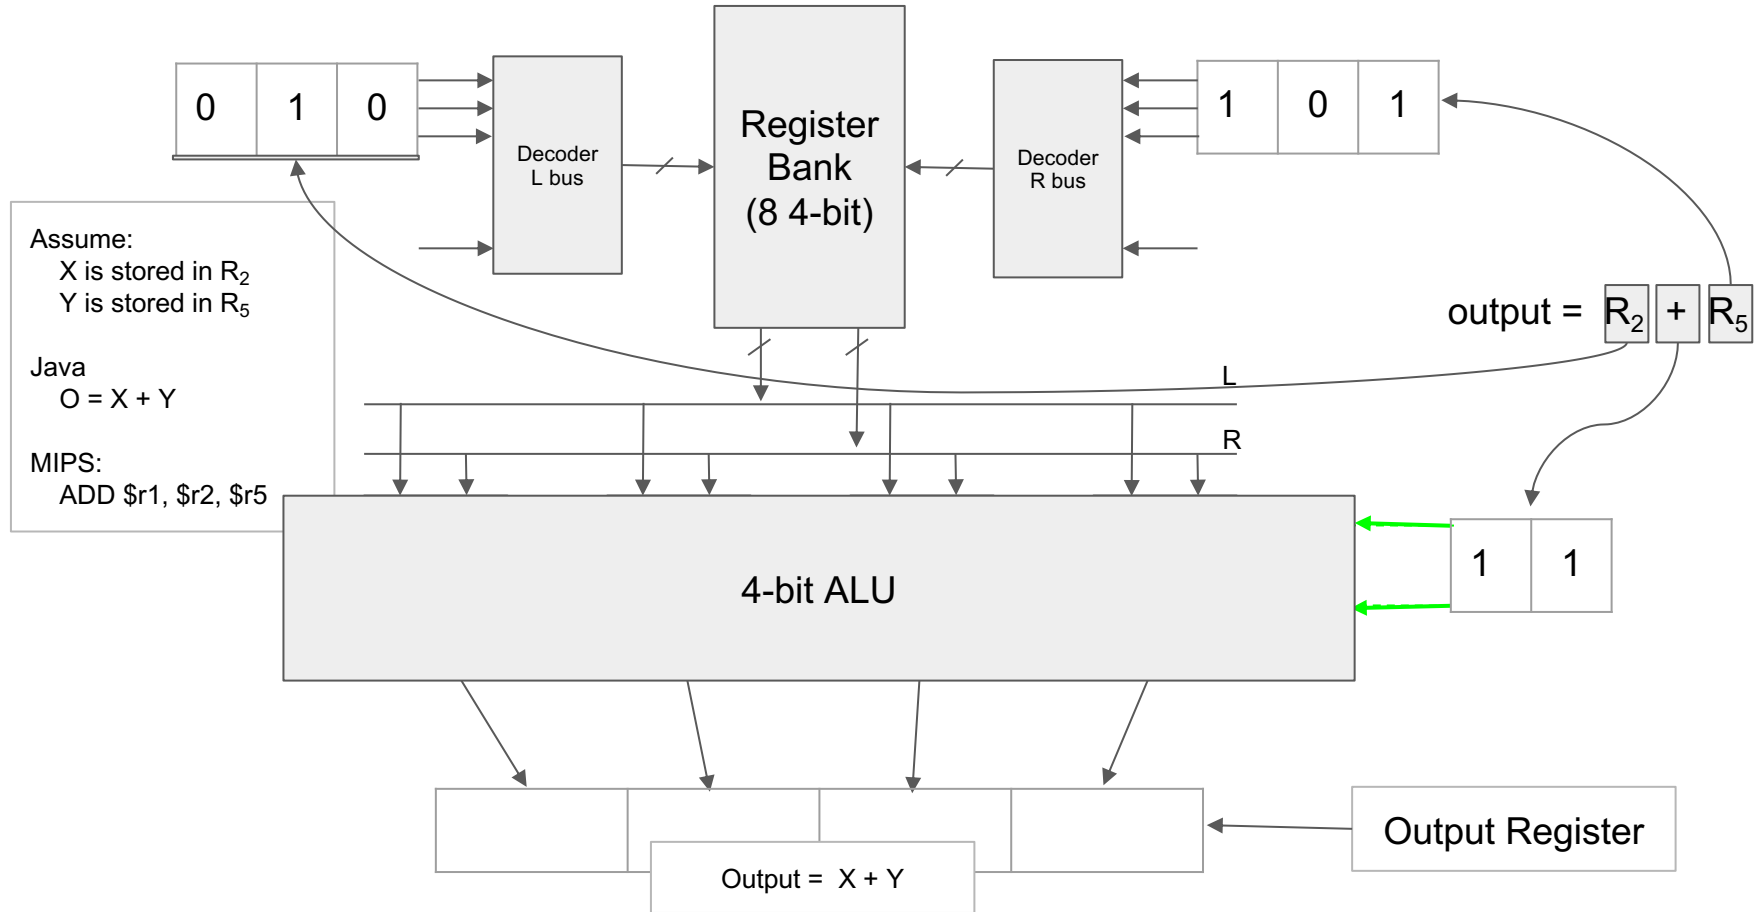 0 1 0
Decoder
L bus
Register
Bank
(8 4-bit)
Decoder
R bus
1 0 1
Assume:
X is stored in R₂
Y is stored in R₅
Java
O = X + Y
MIPS:
ADD $r1, $r2, $r5
output = R₂ + R₅
L
R
4-bit ALU
1 1
Output Register
Output = X + Y